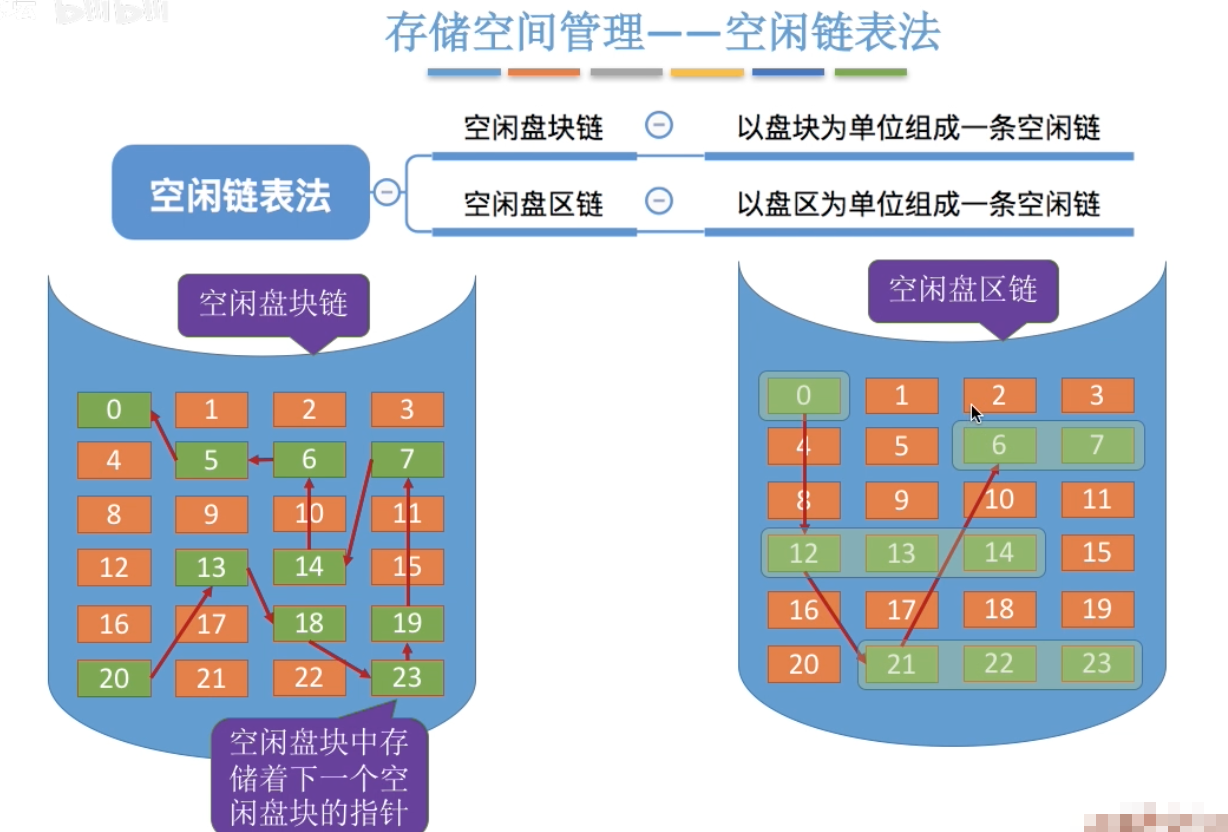 存储空间管理——空闲链表法
空闲链表法
空闲盘块链
以盘块为单位组成一条空闲链
空闲盘区链
以盘区为单位组成一条空闲链
空闲盘块链
0 1 2 3
4 5 6 7
8 9 10 11
12 13 14 15
16 17 18 19
20 21 22 23
空闲盘块中存
储着下一个空
闲盘块的指针
空闲盘区链
0 1 2 3
4 5 6 7
8 9 10 11
12 13 14 15
16 17 18 19
20 21 22 23